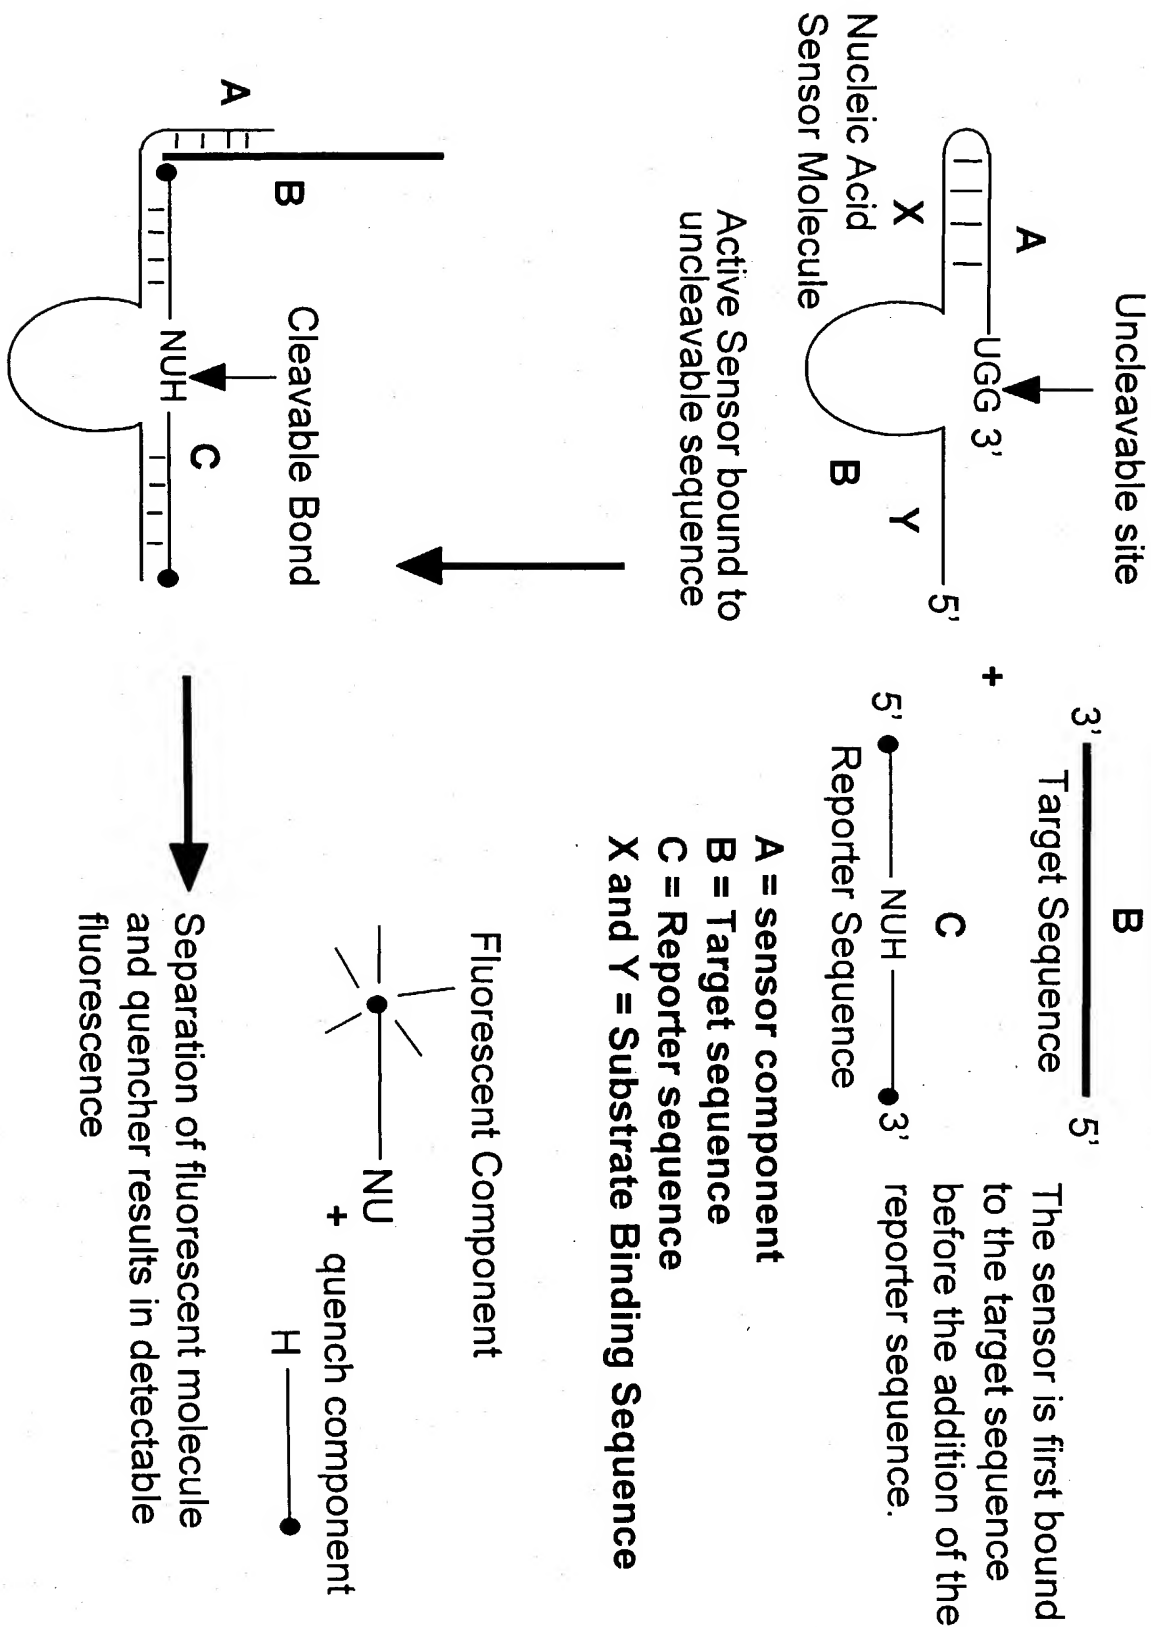 Uncleavable site
A
UGG 3'
X
Y
5'
B
Nucleic Acid
Sensor Molecule
+
B
3'
5'
Target Sequence
C
5'
NUH
3'
Reporter Sequence
The sensor is first bound
to the target sequence
before the addition of the
reporter sequence.
Active Sensor bound to
uncleavable sequence
A = sensor component
B = Target sequence
C = Reporter sequence
X and Y = Substrate Binding Sequence
A
B
Cleavable Bond
NUH
C
Fluorescent Component
NU
+ quench component
H
Separation of fluorescent molecule
and quencher results in detectable
fluorescence